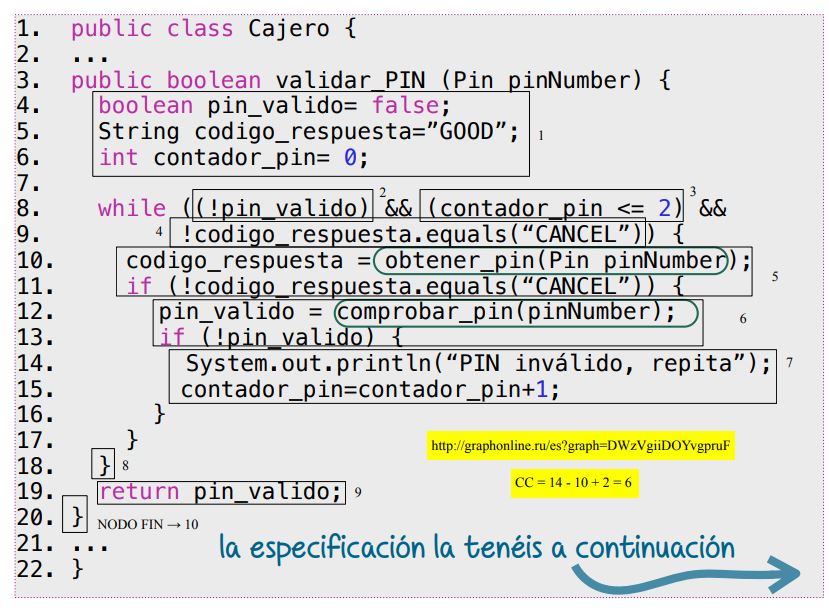 1. public class Cajero {
2. ...
3. public boolean validar_PIN (Pin pinNumber) {
4. boolean pin_valido= false;
5. String codigo_respuesta=”GOOD”; 1
6. int contador_pin= 0;
7.
8. while ((!pin_valido) 2 && (contador_pin <= 2) 3 &&
9. 4 !codigo_respuesta.equals(“CANCEL”)) {
10. codigo_respuesta = obtener_pin(Pin pinNumber); 5
11. if (!codigo_respuesta.equals(“CANCEL”)) {
12. pin_valido = comprobar_pin(pinNumber); 6
13. if (!pin_valido) {
14. System.out.println(“PIN inválido, repita”); 7
15. contador_pin=contador_pin+1;
16. }
17. }
http://graphonline.ru/es?graph=DWzVgiiDOYvgpruF
18. } 8
CC = 14 - 10 + 2 = 6
19. return pin_valido; 9
20. } NODO FIN → 10
21. ...
la especificación la tenéis a continuación
22. }